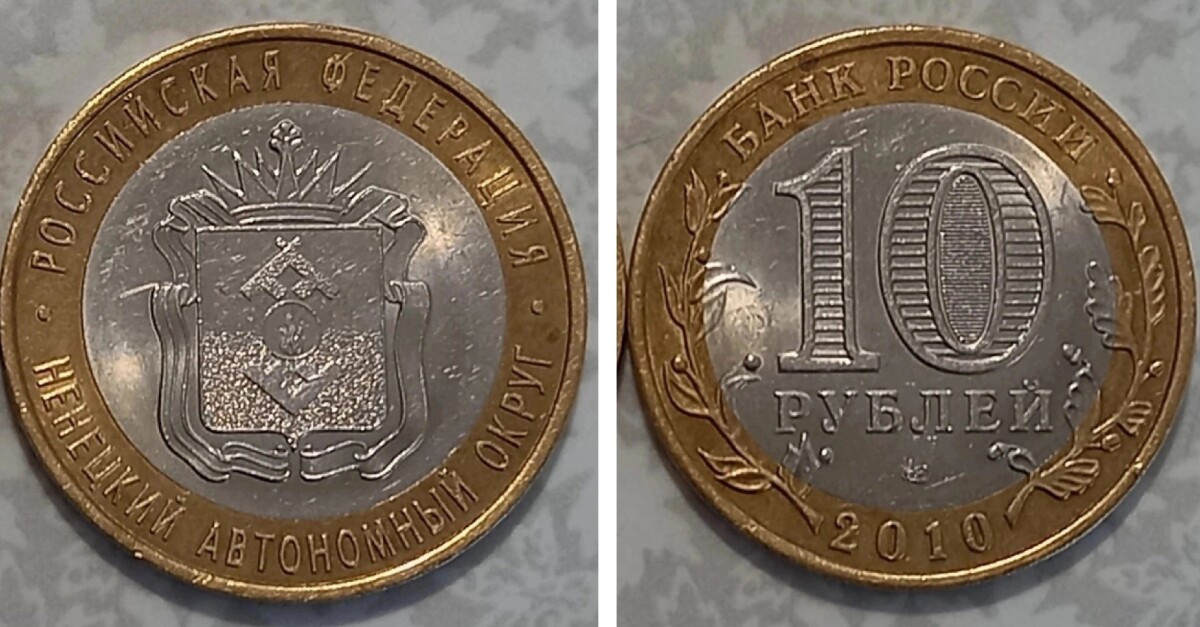 РОССИЙСКАЯ ФЕДЕРАЦИЯ
НЕНЕЦКИЙ АВТОНОМНЫЙ ОКРУГ
БАНК РОССИИ
10
РУБЛЕЙ
2010